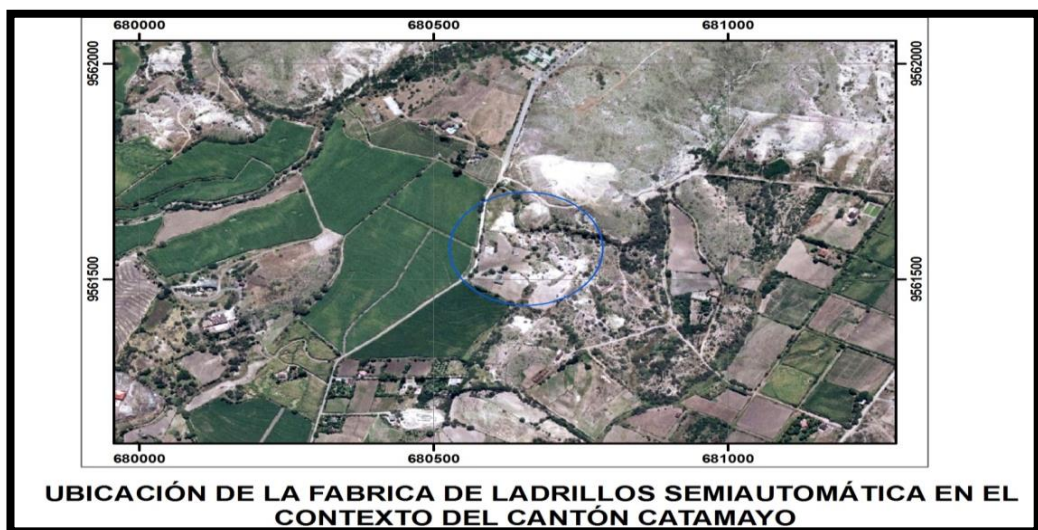 680000 680500 681000
9562000 9562000
9561500 9561500
680000 680500 681000
UBICACIÓN DE LA FABRICA DE LADRILLOS SEMIAUTOMÁTICA EN EL
CONTEXTO DEL CANTÓN CATAMAYO